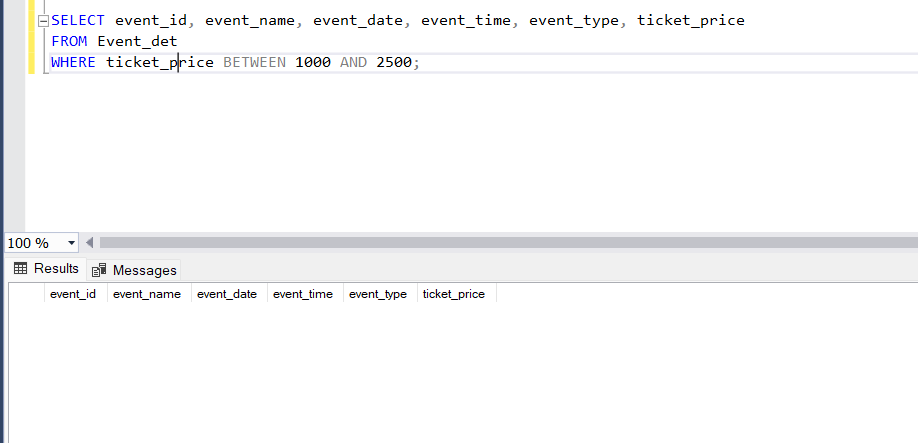 SELECT event_id, event_name, event_date, event_time, event_type, ticket_price
FROM Event_det
WHERE ticket_price BETWEEN 1000 AND 2500;
100 %
Results Messages
event_id event_name event_date event_time event_type ticket_price